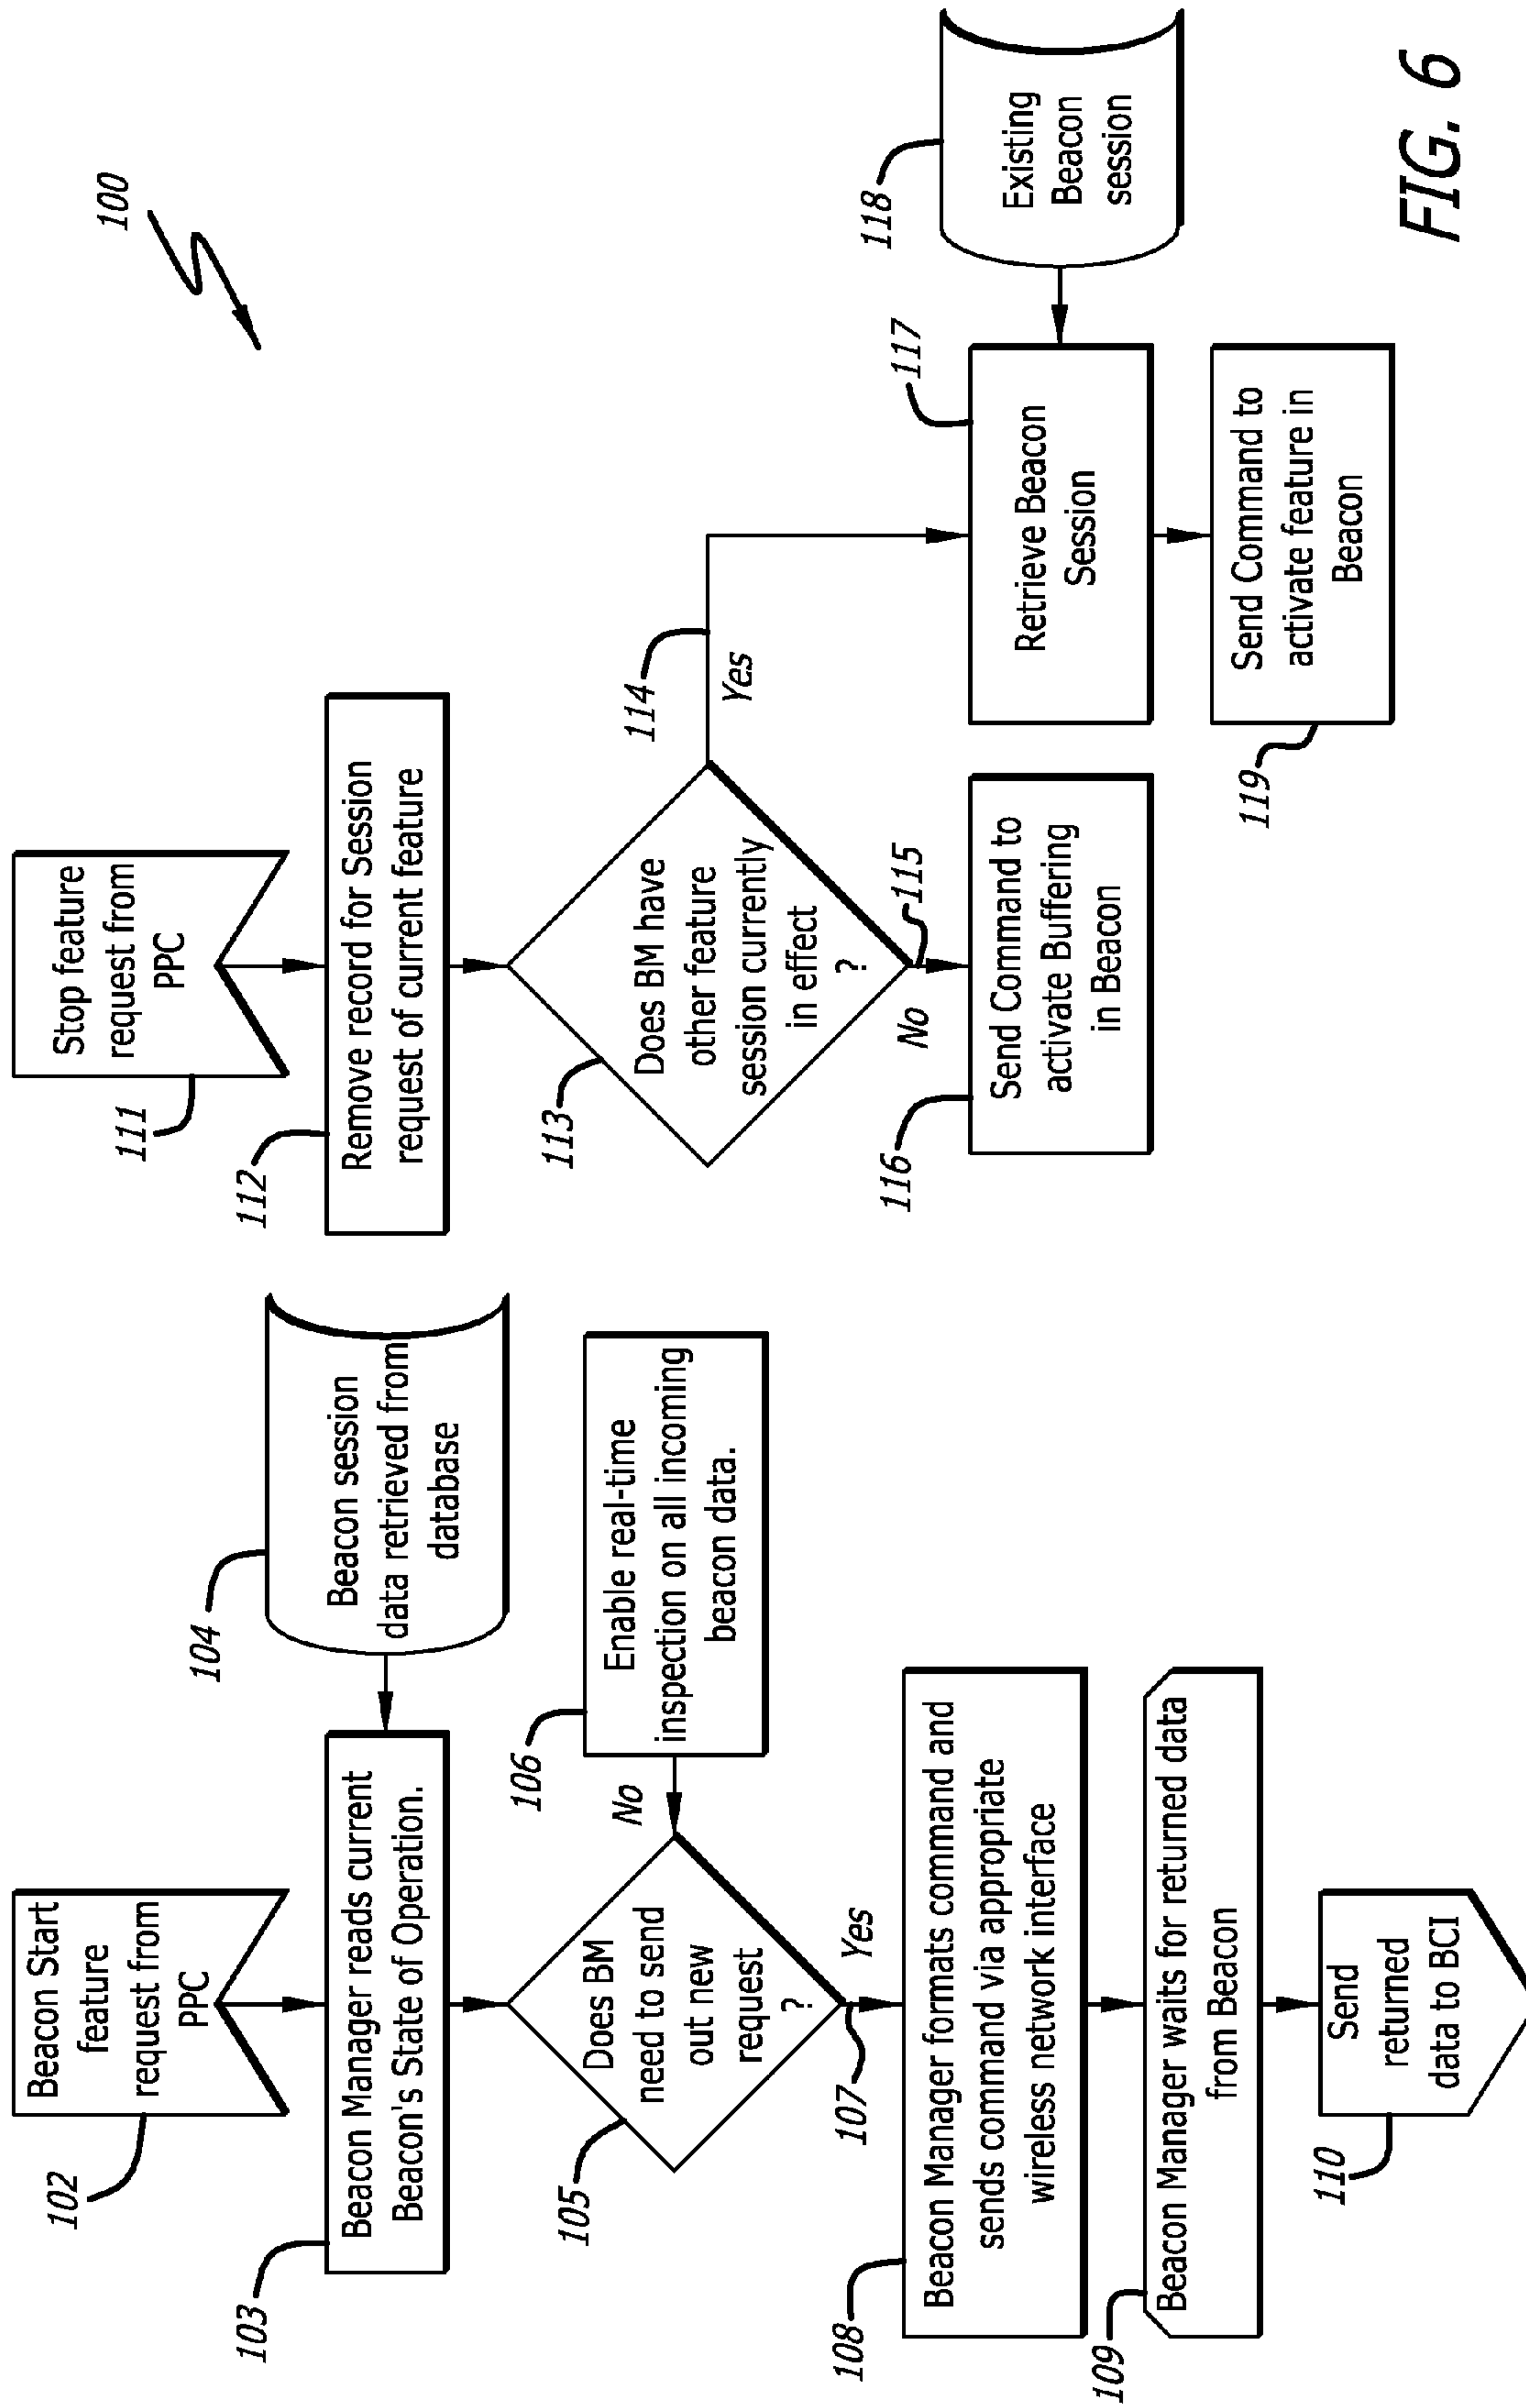 100
102
Beacon Start
feature
request from
PPC
103
Beacon Manager reads current
Beacon's State of Operation.
104
Beacon session
data retrieved from
database
105
Does BM
need to send
out new
request
?
No
106
Enable real-time
inspection on all incoming
beacon data.
107
Yes
108
Beacon Manager formats command and
sends command via appropriate
wireless network interface
109
Beacon Manager waits for returned data
from Beacon
110
Send
returned
data to BCI
111
Stop feature
request from
PPC
112
Remove record for Session
request of current feature
113
Does BM have
other feature
session currently
in effect
?
114
Yes
No
115
116
Send Command to
activate Buffering
in Beacon
117
Retrieve Beacon
Session
118
Existing
Beacon
session
119
Send Command to
activate feature in
Beacon
FIG. 6